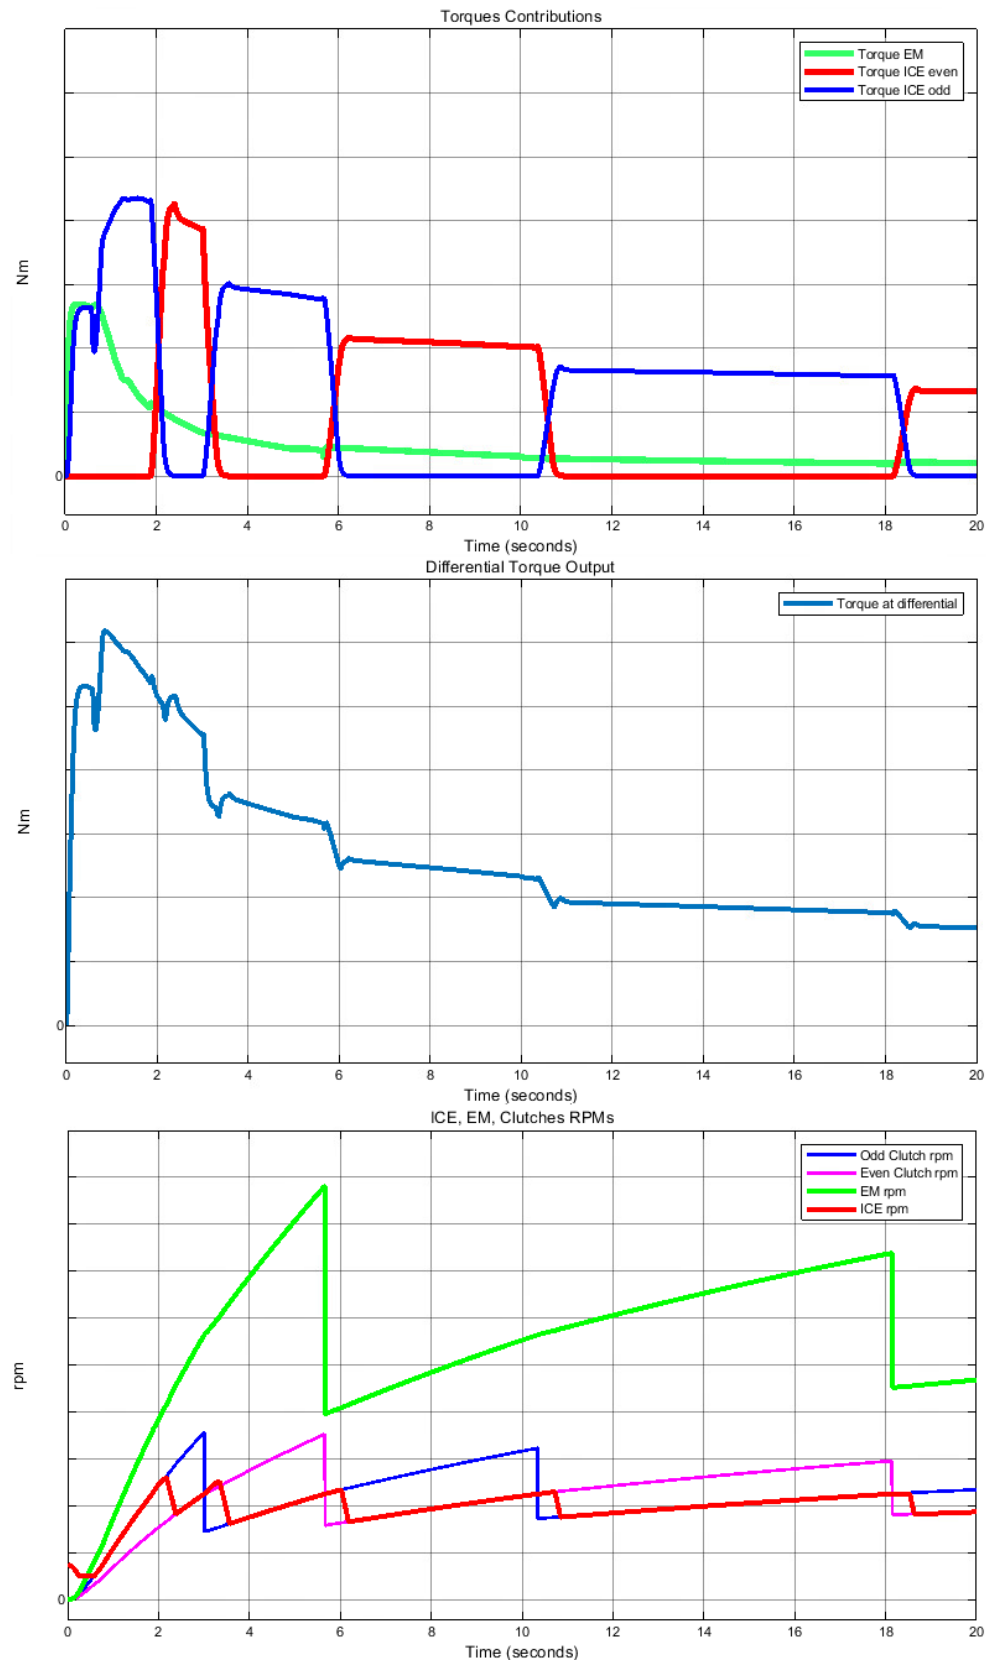 Torques Contributions
Torque EM
Torque ICE even
Torque ICE odd
Nm
0
0 2 4 6 8 10 12 14 16 18 20
Time (seconds)
Differential Torque Output
Torque at differential
Nm
0
0 2 4 6 8 10 12 14 16 18 20
Time (seconds)
ICE, EM, Clutches RPMs
Odd Clutch rpm
Even Clutch rpm
EM rpm
ICE rpm
rpm
0
0 2 4 6 8 10 12 14 16 18 20
Time (seconds)